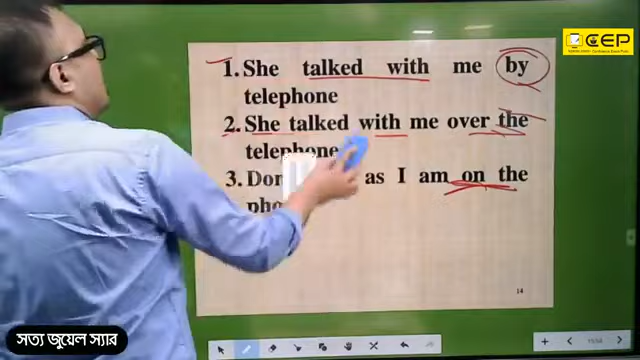 CEP
1. She talked with me by
telephone
2. She talked with me over the
telephone
3. as I am on the
14
সত্য জুয়েল স্যার